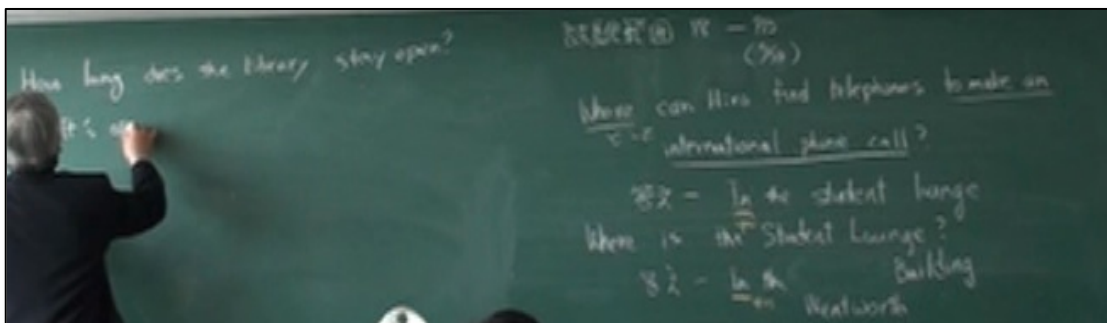 How long does the library stay open?
It's
Where can Hiro find telephones to make an
international phone call?
答え - In the student lounge
Where is the Student Lounge?
答え - In the Building
Wentworth